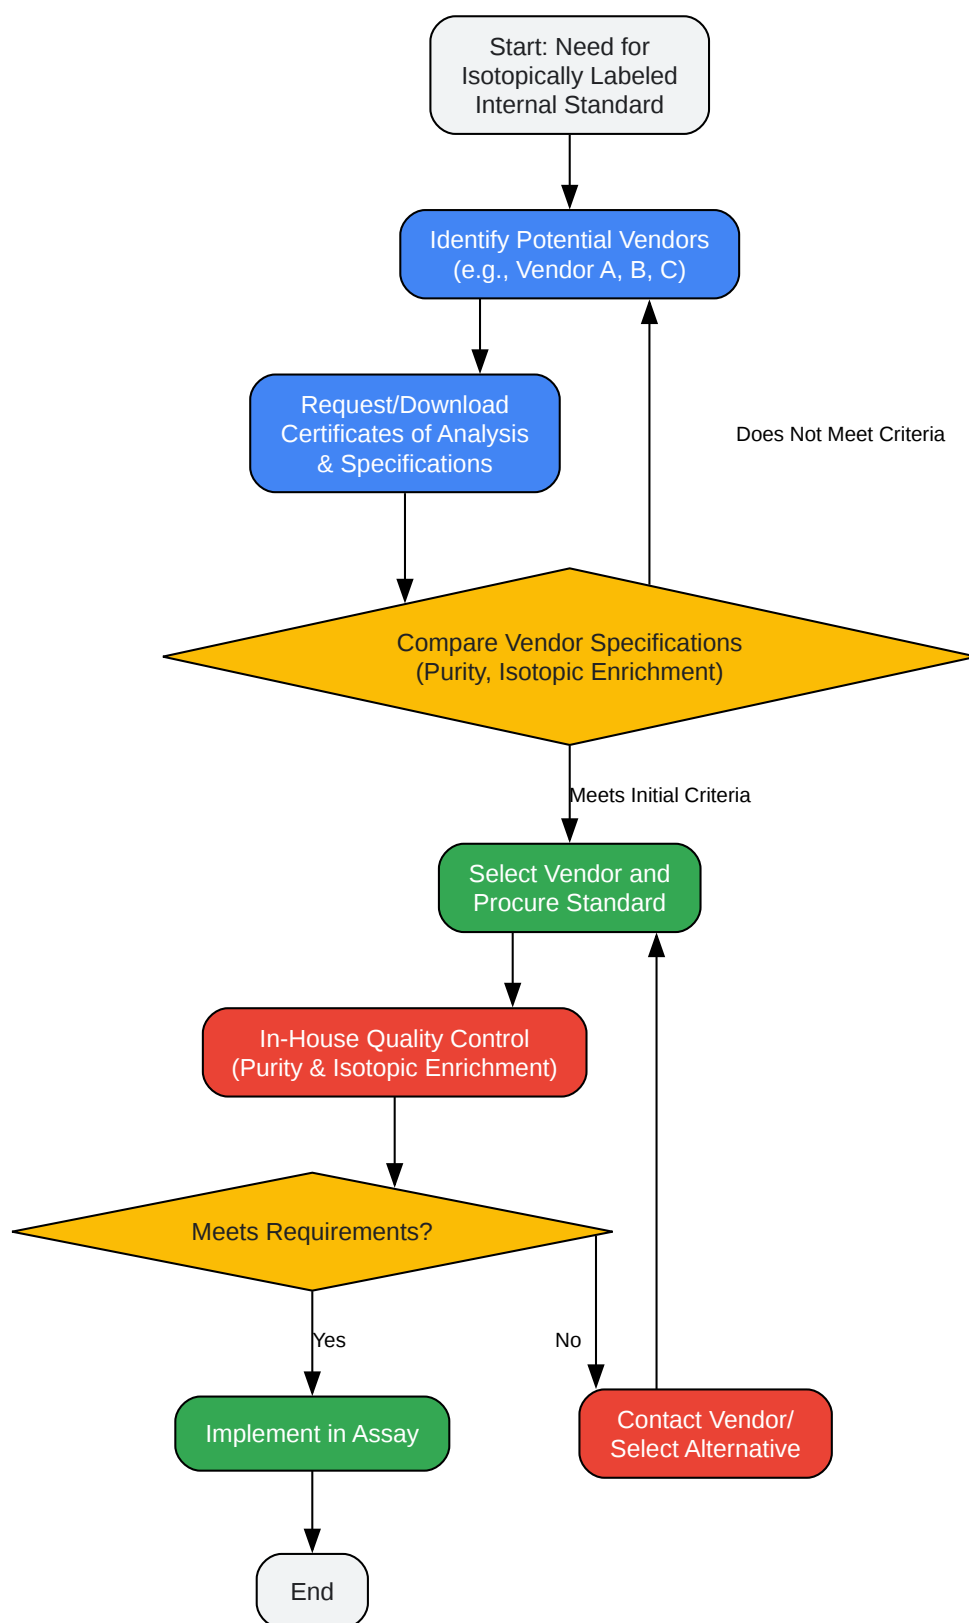 Start: Need for
Isotopically Labeled
Internal Standard
Identify Potential Vendors
(e.g., Vendor A, B, C)
Request/Download
Certificates of Analysis
& Specifications
Does Not Meet Criteria
Compare Vendor Specifications
(Purity, Isotopic Enrichment)
Meets Initial Criteria
Select Vendor and
Procure Standard
In-House Quality Control
(Purity & Isotopic Enrichment)
Meets Requirements?
Yes
No
Implement in Assay
Contact Vendor/
Select Alternative
End